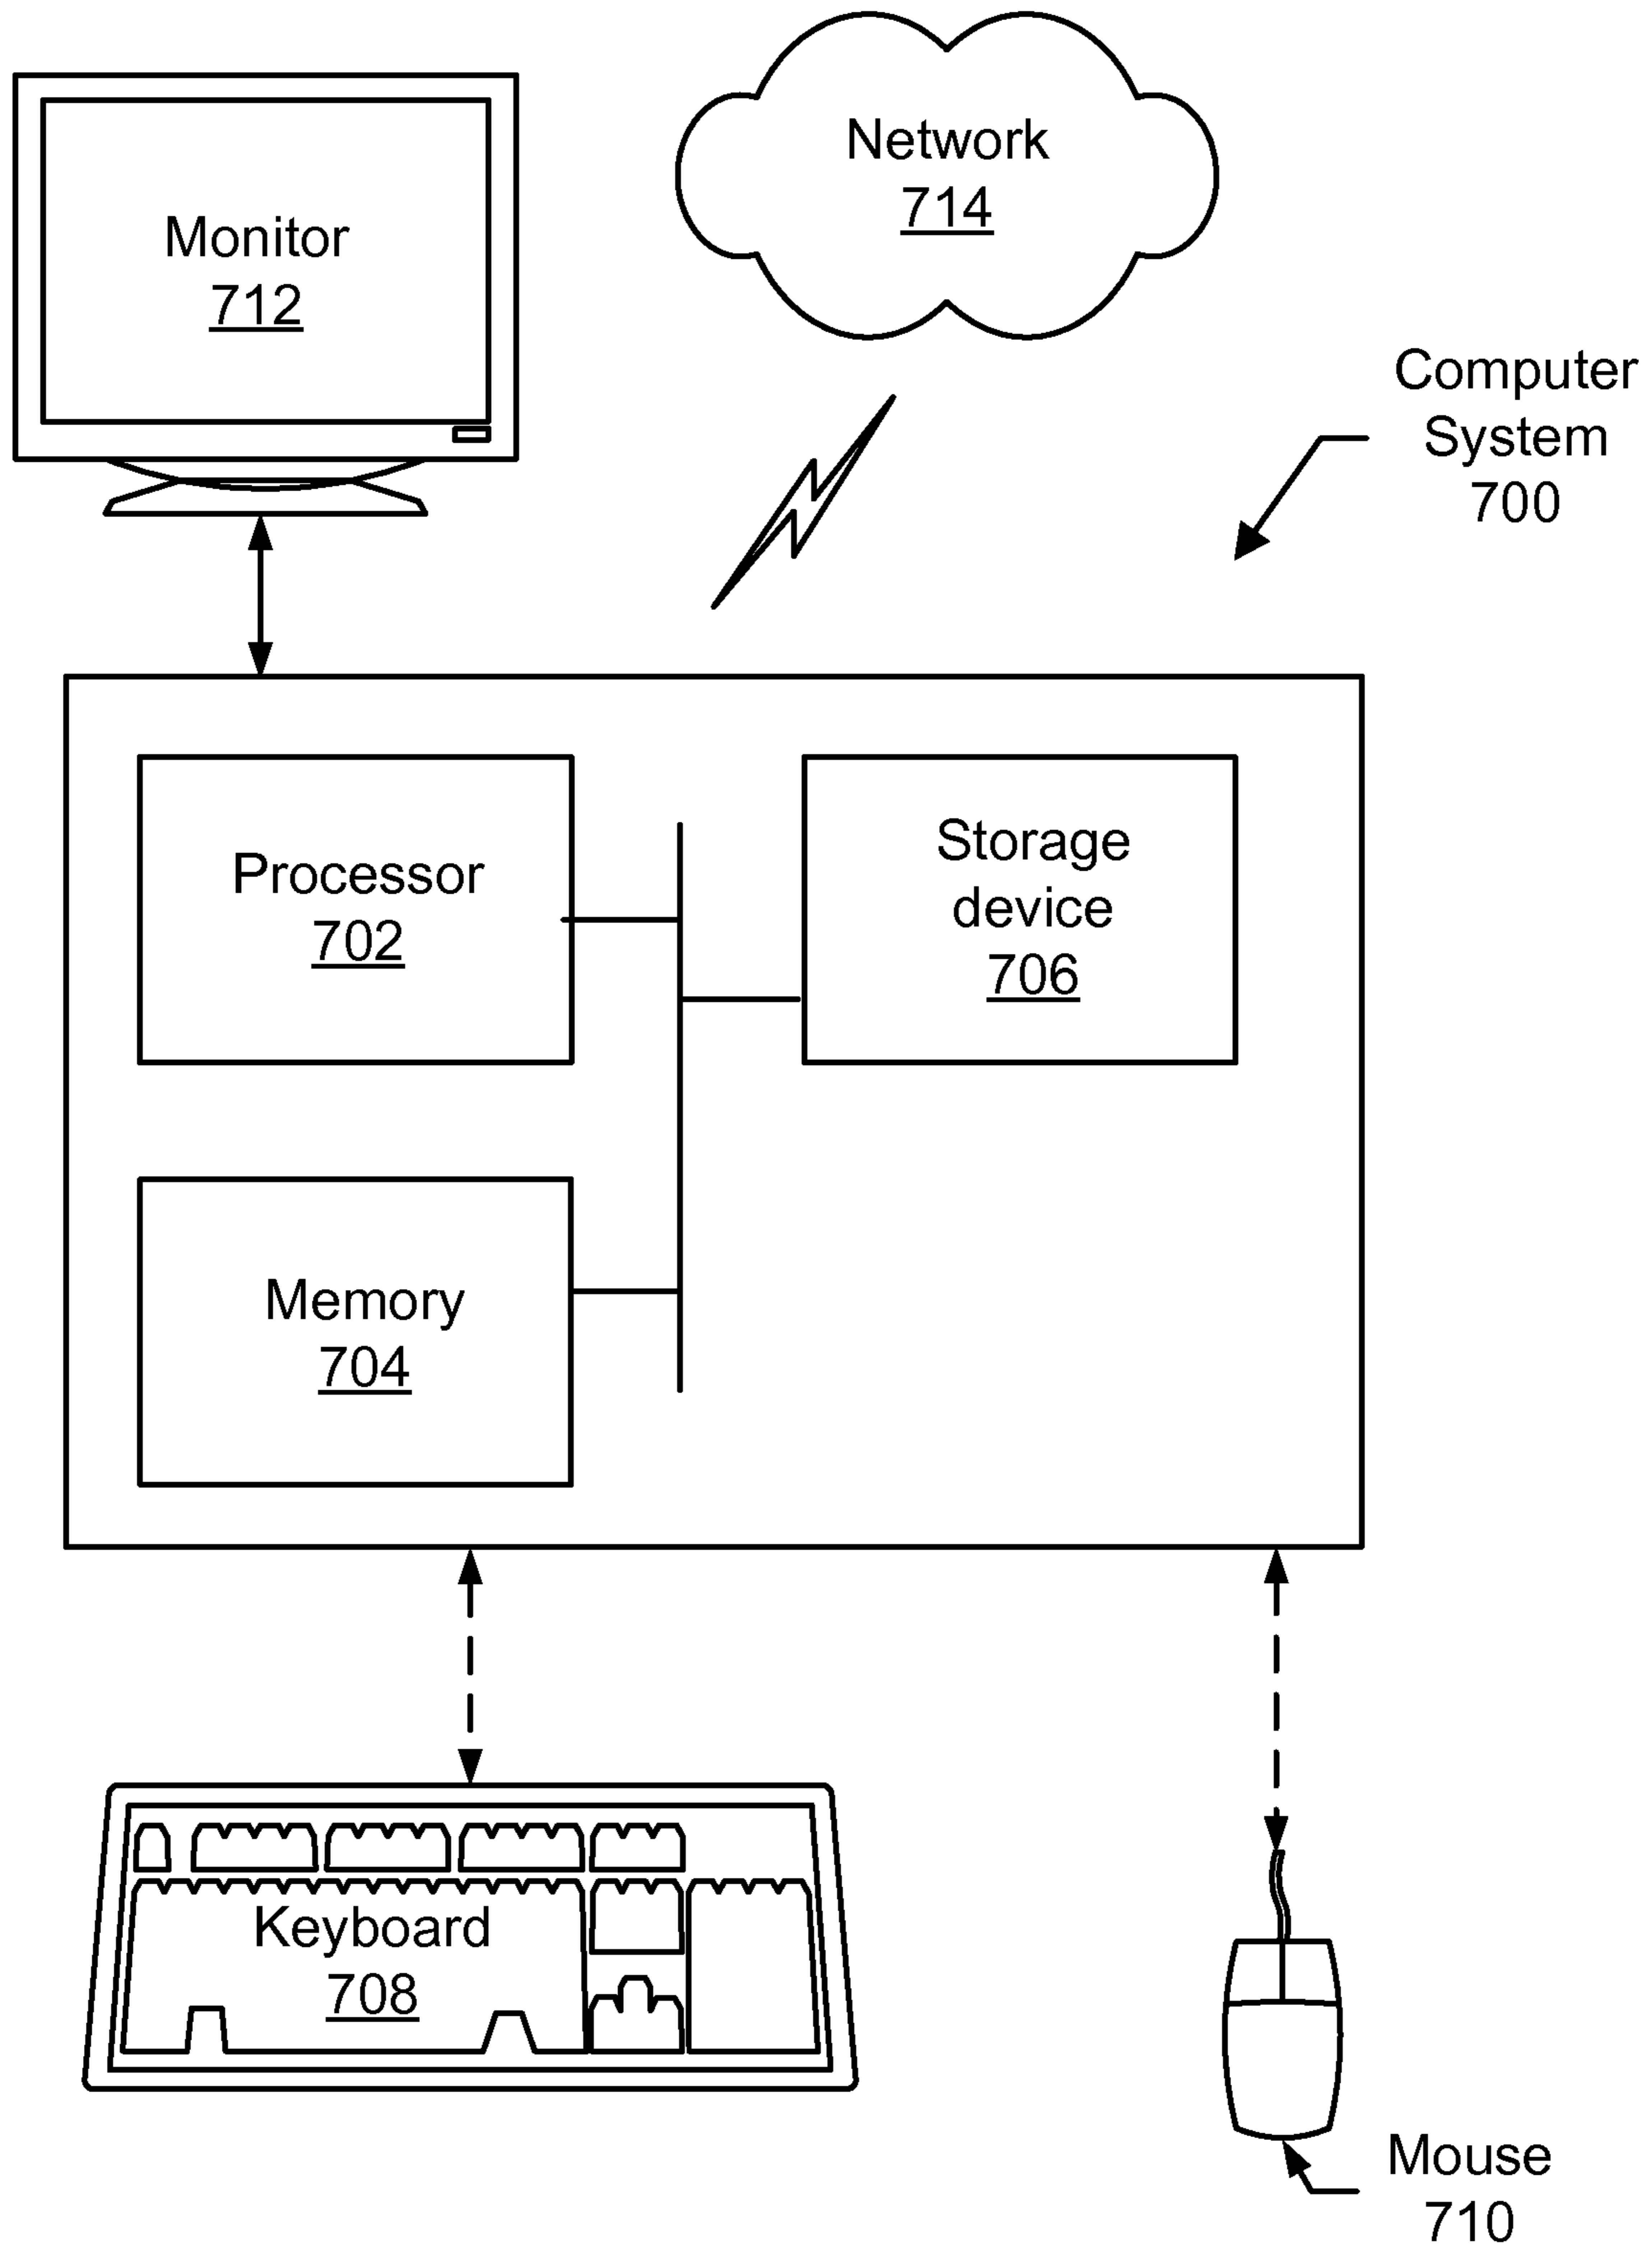 Monitor
712
Network
714
Computer
System
700
Processor
702
Storage
device
706
Memory
704
Keyboard
708
Mouse
710